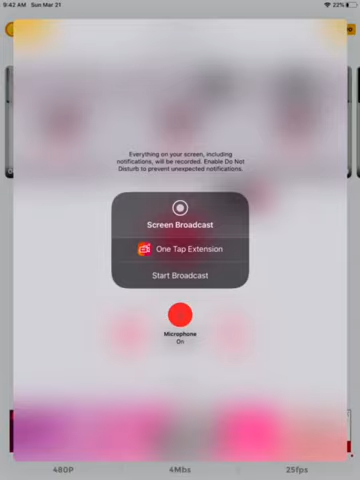 9:42 AM Sun Mar 21
22%
Everything on your screen, including
notifications, will be recorded. Enable Do Not
Disturb to prevent unexpected notifications.
Screen Broadcast
One Tap Extension
Start Broadcast
Microphone
On
480P
4Mbs
25fps